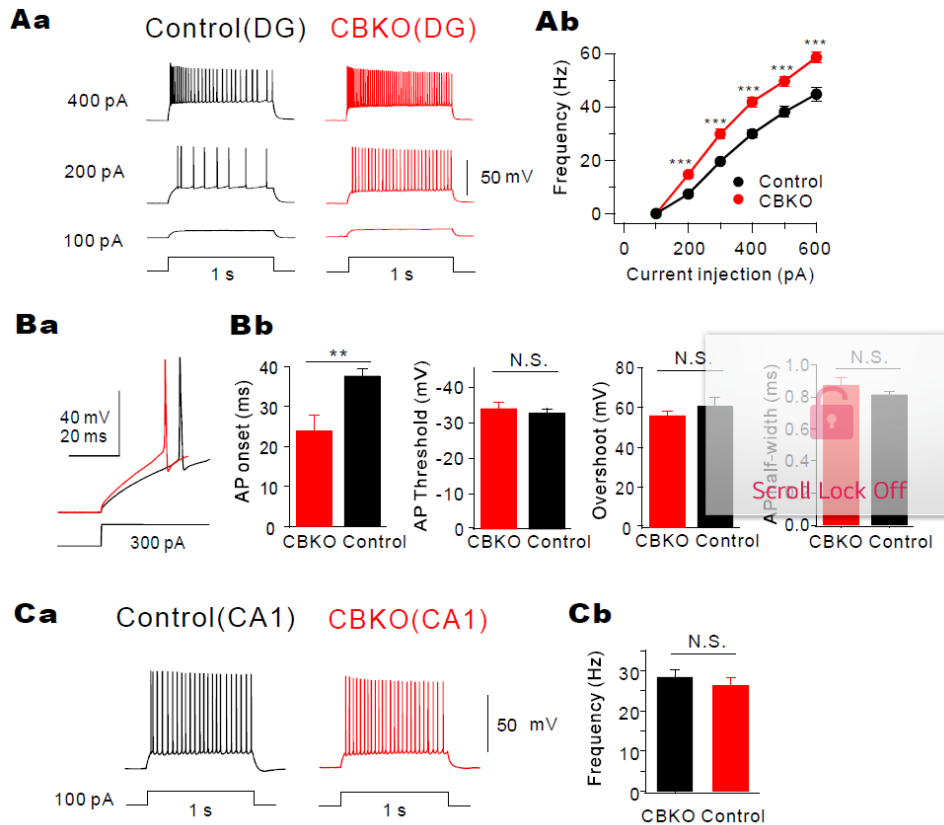 Aa
Control(DG)
CBKO(DG)
400 pA
200 pA
50 mV
100 pA
1 s
1 s
Ab
Frequency (Hz)
60
40
20
0
***
***
***
***
***
Control
CBKO
0
200
400
600
Current injection (pA)
Ba
40 mV
20 ms
300 pA
Bb
AP onset (ms)
40
30
20
10
0
**
CBKO Control
AP Threshold (mV)
-40
-30
-20
-10
0
N.S.
CBKO Control
Overshoot (mV)
80
60
40
20
0
N.S.
CBKO Control
AP half-width (ms)
1.0
0.8
0.6
0.4
0.2
0.0
N.S.
CBKO Control
Scroll Lock Off
Ca
Control(CA1)
CBKO(CA1)
50 mV
100 pA
1 s
1 s
Cb
Frequency (Hz)
30
20
10
0
N.S.
CBKO Control